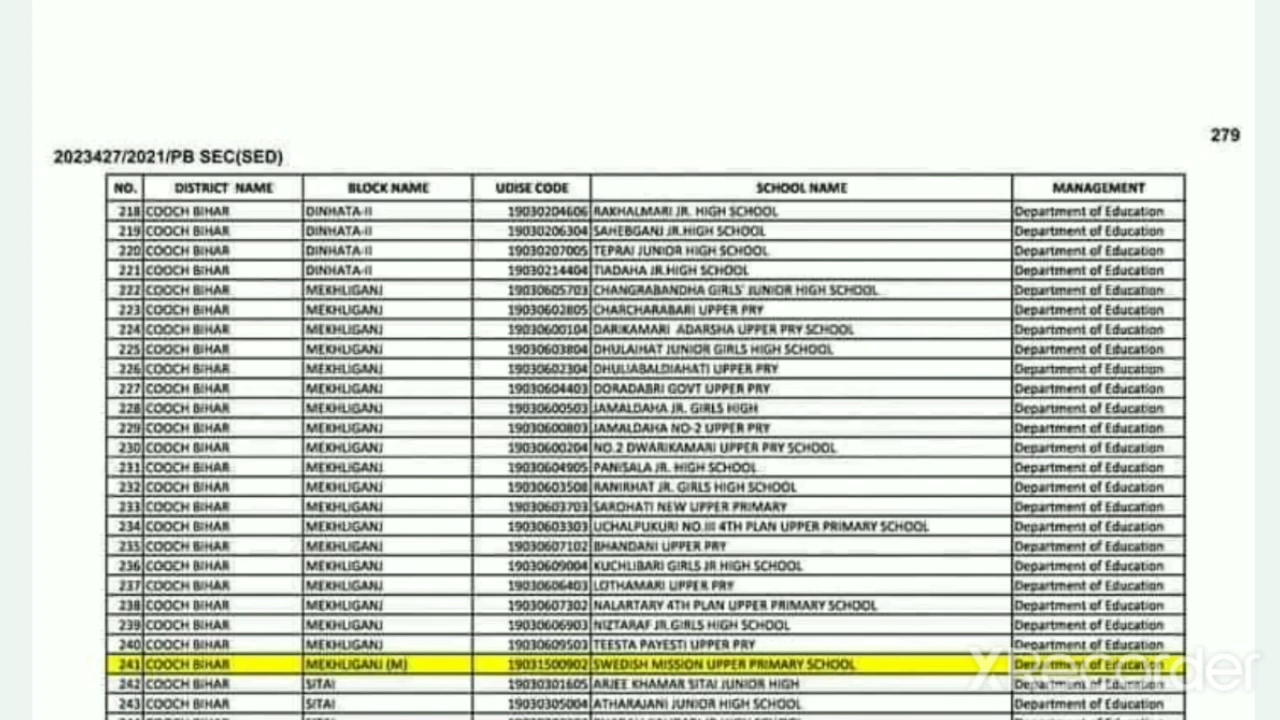 279
2023427/2021/PB SEC(SED)
NO. DISTRICT NAME BLOCK NAME UDISE CODE SCHOOL NAME MANAGEMENT
218 COOCH BIHAR DINHATA-II 19030204606 RAKHALMARI JR. HIGH SCHOOL Department of Education
219 COOCH BIHAR DINHATA-II 19030206304 SAHEBGANJ JR.HIGH SCHOOL Department of Education
220 COOCH BIHAR DINHATA-II 19030207005 TEPRAI JUNIOR HIGH SCHOOL Department of Education
221 COOCH BIHAR DINHATA-II 19030214404 TIADAHA JR.HIGH SCHOOL Department of Education
222 COOCH BIHAR MEKHLIGANJ 19030605703 CHANGRABANDHA GIRLS' JUNIOR HIGH SCHOOL Department of Education
223 COOCH BIHAR MEKHLIGANJ 19030602805 CHARCHARABARI UPPER PRY Department of Education
224 COOCH BIHAR MEKHLIGANJ 19030600104 DARIKAMARI ADARSHA UPPER PRY SCHOOL Department of Education
225 COOCH BIHAR MEKHLIGANJ 19030603804 DHULAIHAT JUNIOR GIRLS HIGH SCHOOL Department of Education
226 COOCH BIHAR MEKHLIGANJ 19030602304 DHULIABALDIAHATI UPPER PRY Department of Education
227 COOCH BIHAR MEKHLIGANJ 19030604403 DORADABRI GOVT UPPER PRY Department of Education
228 COOCH BIHAR MEKHLIGANJ 19030600503 JAMALDAHA JR. GIRLS HIGH Department of Education
229 COOCH BIHAR MEKHLIGANJ 19030600803 JAMALDAHA NO-2 UPPER PRY Department of Education
230 COOCH BIHAR MEKHLIGANJ 19030600204 NO.2 DWARIKAMARI UPPER PRY SCHOOL Department of Education
231 COOCH BIHAR MEKHLIGANJ 19030604905 PANISALA JR. HIGH SCHOOL Department of Education
232 COOCH BIHAR MEKHLIGANJ 19030603508 RANIRHAT JR. GIRLS HIGH SCHOOL Department of Education
233 COOCH BIHAR MEKHLIGANJ 19030603703 SAROHATI NEW UPPER PRIMARY Department of Education
234 COOCH BIHAR MEKHLIGANJ 19030603303 UCHALPUKURI NO.III 4TH PLAN UPPER PRIMARY SCHOOL Department of Education
235 COOCH BIHAR MEKHLIGANJ 19030607102 BHANDANI UPPER PRY Department of Education
236 COOCH BIHAR MEKHLIGANJ 19030609004 KUCHLIBARI GIRLS JR HIGH SCHOOL Department of Education
237 COOCH BIHAR MEKHLIGANJ 19030606403 LOTHAMARI UPPER PRY Department of Education
238 COOCH BIHAR MEKHLIGANJ 19030607302 NALARTARY 4TH PLAN UPPER PRIMARY SCHOOL Department of Education
239 COOCH BIHAR MEKHLIGANJ 19030606903 NIZTARAF JR.GIRLS HIGH SCHOOL Department of Education
240 COOCH BIHAR MEKHLIGANJ 19030609503 TEESTA PAYESTI UPPER PRY Department of Education
241 COOCH BIHAR MEKHLIGANJ (M) 19031500902 SWEDISH MISSION UPPER PRIMARY SCHOOL Department of Education
242 COOCH BIHAR SITAI 19030301605 ARJEE KHAMAR SITAI JUNIOR HIGH Department of Education
243 COOCH BIHAR SITAI 19030305004 ATHARAJANI JUNIOR HIGH SCHOOL Department of Education
XRecorder